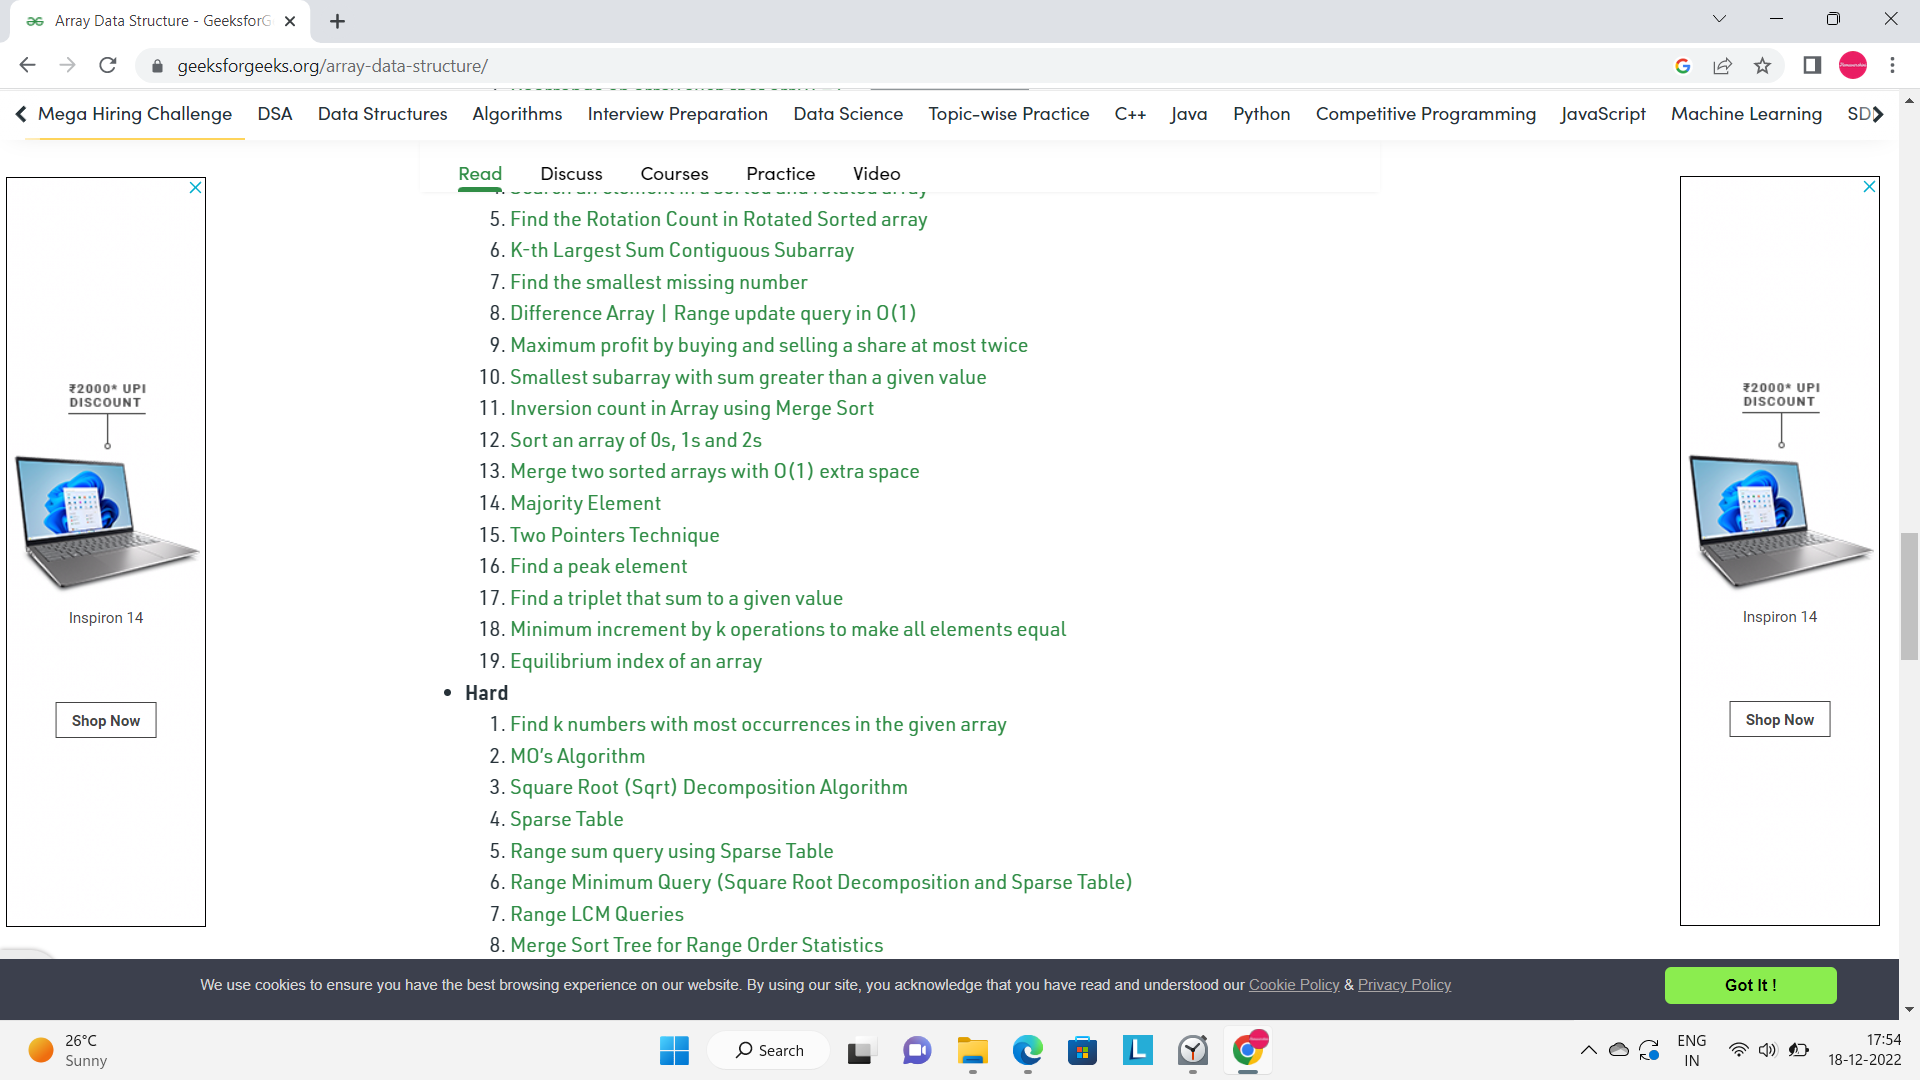 Array Data Structure - GeeksforG
geeksforgeeks.org/array-data-structure/
Mega Hiring Challenge DSA Data Structures Algorithms Interview Preparation Data Science Topic-wise Practice C++ Java Python Competitive Programming JavaScript Machine Learning SD
Read Discuss Courses Practice Video
4. Search an element in a sorted and rotated array
5. Find the Rotation Count in Rotated Sorted array
6. K-th Largest Sum Contiguous Subarray
7. Find the smallest missing number
8. Difference Array | Range update query in O(1)
9. Maximum profit by buying and selling a share at most twice
10. Smallest subarray with sum greater than a given value
11. Inversion count in Array using Merge Sort
12. Sort an array of 0s, 1s and 2s
13. Merge two sorted arrays with O(1) extra space
14. Majority Element
15. Two Pointers Technique
16. Find a peak element
17. Find a triplet that sum to a given value
18. Minimum increment by k operations to make all elements equal
19. Equilibrium index of an array
• Hard
1. Find k numbers with most occurrences in the given array
2. MO's Algorithm
3. Square Root (Sqrt) Decomposition Algorithm
4. Sparse Table
5. Range sum query using Sparse Table
6. Range Minimum Query (Square Root Decomposition and Sparse Table)
7. Range LCM Queries
8. Merge Sort Tree for Range Order Statistics
₹2000* UPI
DISCOUNT
Inspiron 14
Shop Now
₹2000* UPI
DISCOUNT
Inspiron 14
Shop Now
We use cookies to ensure you have the best browsing experience on our website. By using our site, you acknowledge that you have read and understood our Cookie Policy & Privacy Policy
Got It !
26°C
Sunny
Search
L
ENG
IN
17:54
18-12-2022